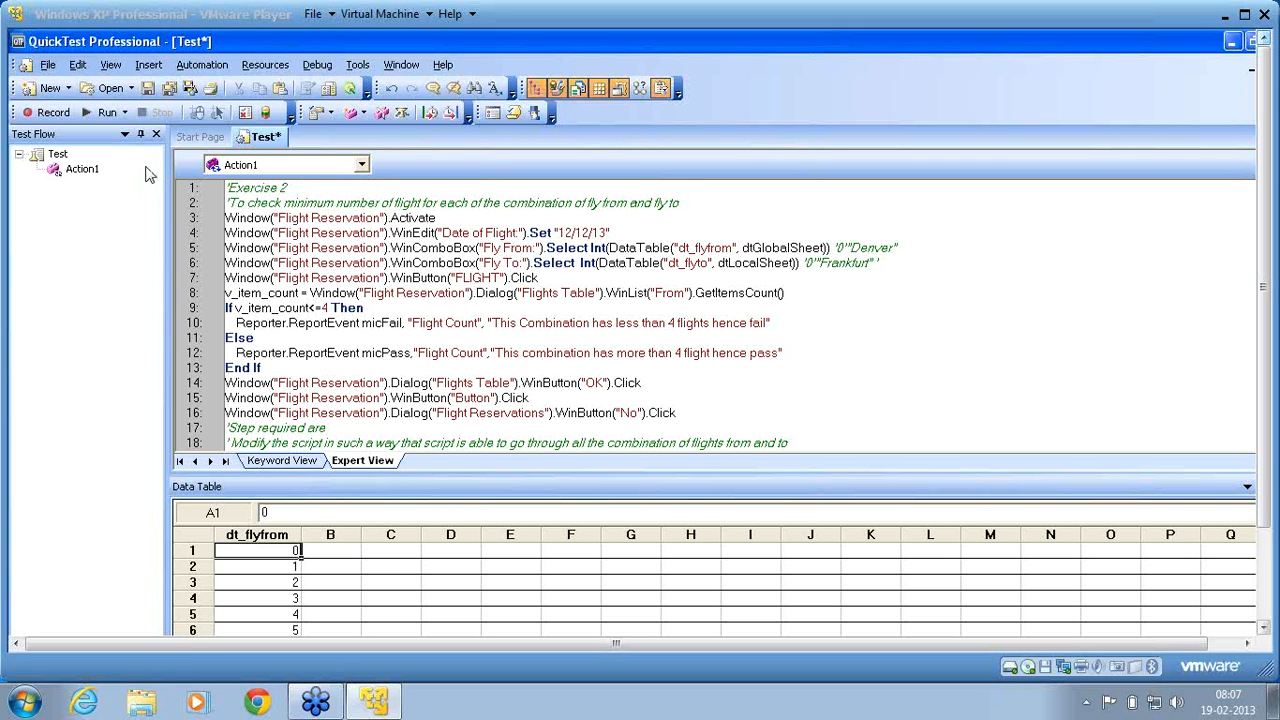 Windows XP Professional - VMware Player File Virtual Machine Help
QuickTest Professional - [Test*]
File Edit View Insert Automation Resources Debug Tools Window Help
New Open
Record Run Stop
Test Flow
Start Page Test*
Test
Action1
Action1
1: 'Exercise 2
2: 'To check minimum number of flight for each of the combination of fly from and fly to
3: Window("Flight Reservation").Activate
4: Window("Flight Reservation").WinEdit("Date of Flight:").Set "12/12/13"
5: Window("Flight Reservation").WinComboBox("Fly From:").Select Int(DataTable("dt_flyfrom", dtGlobalSheet)) '0'"Denver"
6: Window("Flight Reservation").WinComboBox("Fly To:").Select Int(DataTable("dt_flyto", dtLocalSheet)) '0'"Frankfurt" '
7: Window("Flight Reservation").WinButton("FLIGHT").Click
8: v_item_count = Window("Flight Reservation").Dialog("Flights Table").WinList("From").GetItemsCount()
9: If v_item_count<=4 Then
10: Reporter.ReportEvent micFail, "Flight Count", "This Combination has less than 4 flights hence fail"
11: Else
12: Reporter.ReportEvent micPass,"Flight Count","This combination has more than 4 flight hence pass"
13: End If
14: Window("Flight Reservation").Dialog("Flights Table").WinButton("OK").Click
15: Window("Flight Reservation").WinButton("Button").Click
16: Window("Flight Reservation").Dialog("Flight Reservations").WinButton("No").Click
17: 'Step required are
18: ' Modify the script in such a way that script is able to go through all the combination of flights from and to
Keyword View Expert View
Data Table
A1 0
dt_flyfrom B C D E F G H I J K L M N O P Q
1 0
2 1
3 2
4 3
5 4
6 5
vmware
08:07
19-02-2013